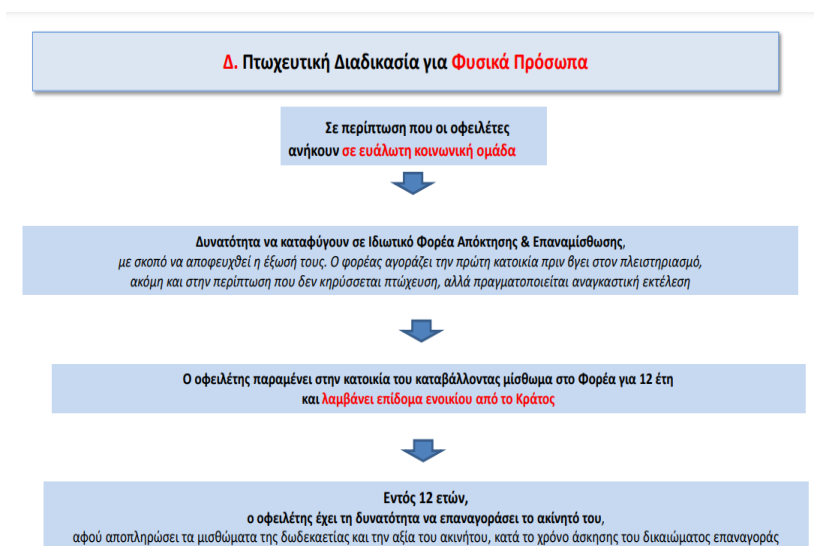 Δ. Πτωχευτική Διαδικασία για Φυσικά Πρόσωπα
Σε περίπτωση που οι οφειλέτες
ανήκουν σε ευάλωτη κοινωνική ομάδα
Δυνατότητα να καταφύγουν σε Ιδιωτικό Φορέα Απόκτησης & Επαναμίσθωσης,
με σκοπό να αποφευχθεί η έξωσή τους. Ο φορέας αγοράζει την πρώτη κατοικία πριν βγει στον πλειστηριασμό,
ακόμη και στην περίπτωση που δεν κηρύσσεται πτώχευση, αλλά πραγματοποιείται αναγκαστική εκτέλεση
Ο οφειλέτης παραμένει στην κατοικία του καταβάλλοντας μίσθωμα στο Φορέα για 12 έτη
και λαμβάνει επίδομα ενοικίου από το Κράτος
Εντός 12 ετών,
ο οφειλέτης έχει τη δυνατότητα να επαναγοράσει το ακίνητό του,
αφού αποπληρώσει τα μισθώματα της δωδεκαετίας και την αξία του ακινήτου, κατά το χρόνο άσκησης του δικαιώματος επαναγοράς